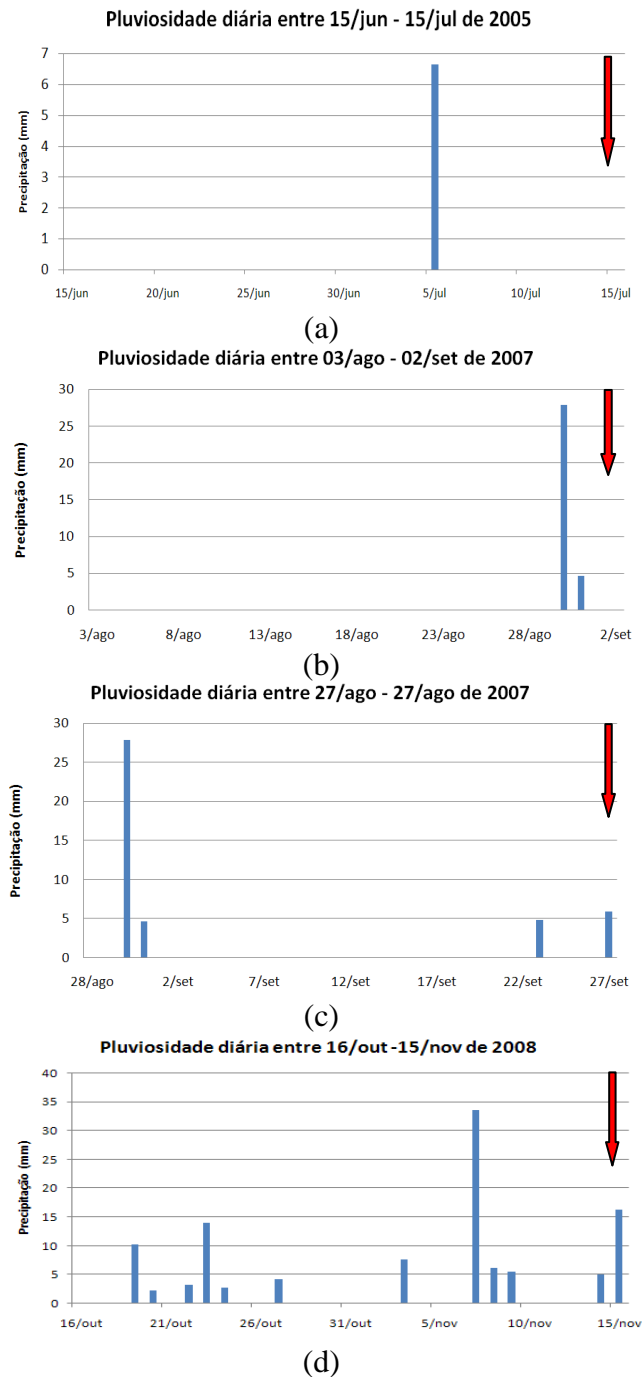 Pluviosidade diária entre 15/jun - 15/jul de 2005
Precipitação (mm)
7
6
5
4
3
2
1
0
15/jun 20/jun 25/jun 30/jun 5/jul 10/jul 15/jul
(a)
Pluviosidade diária entre 03/ago - 02/set de 2007
Precipitação (mm)
30
25
20
15
10
5
0
3/ago 8/ago 13/ago 18/ago 23/ago 28/ago 2/set
(b)
Pluviosidade diária entre 27/ago - 27/ago de 2007
Precipitação (mm)
30
25
20
15
10
5
0
28/ago 2/set 7/set 12/set 17/set 22/set 27/set
(c)
Pluviosidade diária entre 16/out -15/nov de 2008
Precipitação (mm)
40
35
30
25
20
15
10
5
0
16/out 21/out 26/out 31/out 5/nov 10/nov 15/nov
(d)